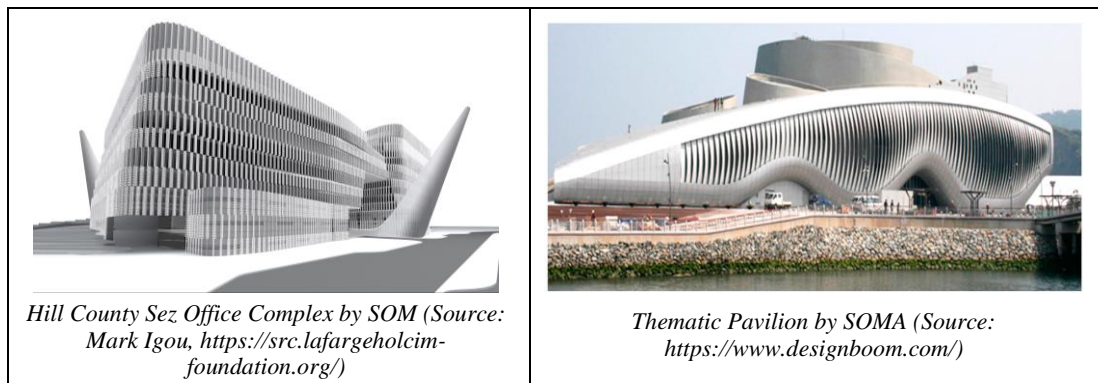 Hill County Sez Office Complex by SOM (Source:
Mark Igou, https://src.lafargeholcim-
foundation.org/)
Thematic Pavilion by SOMA (Source:
https://www.designboom.com/)